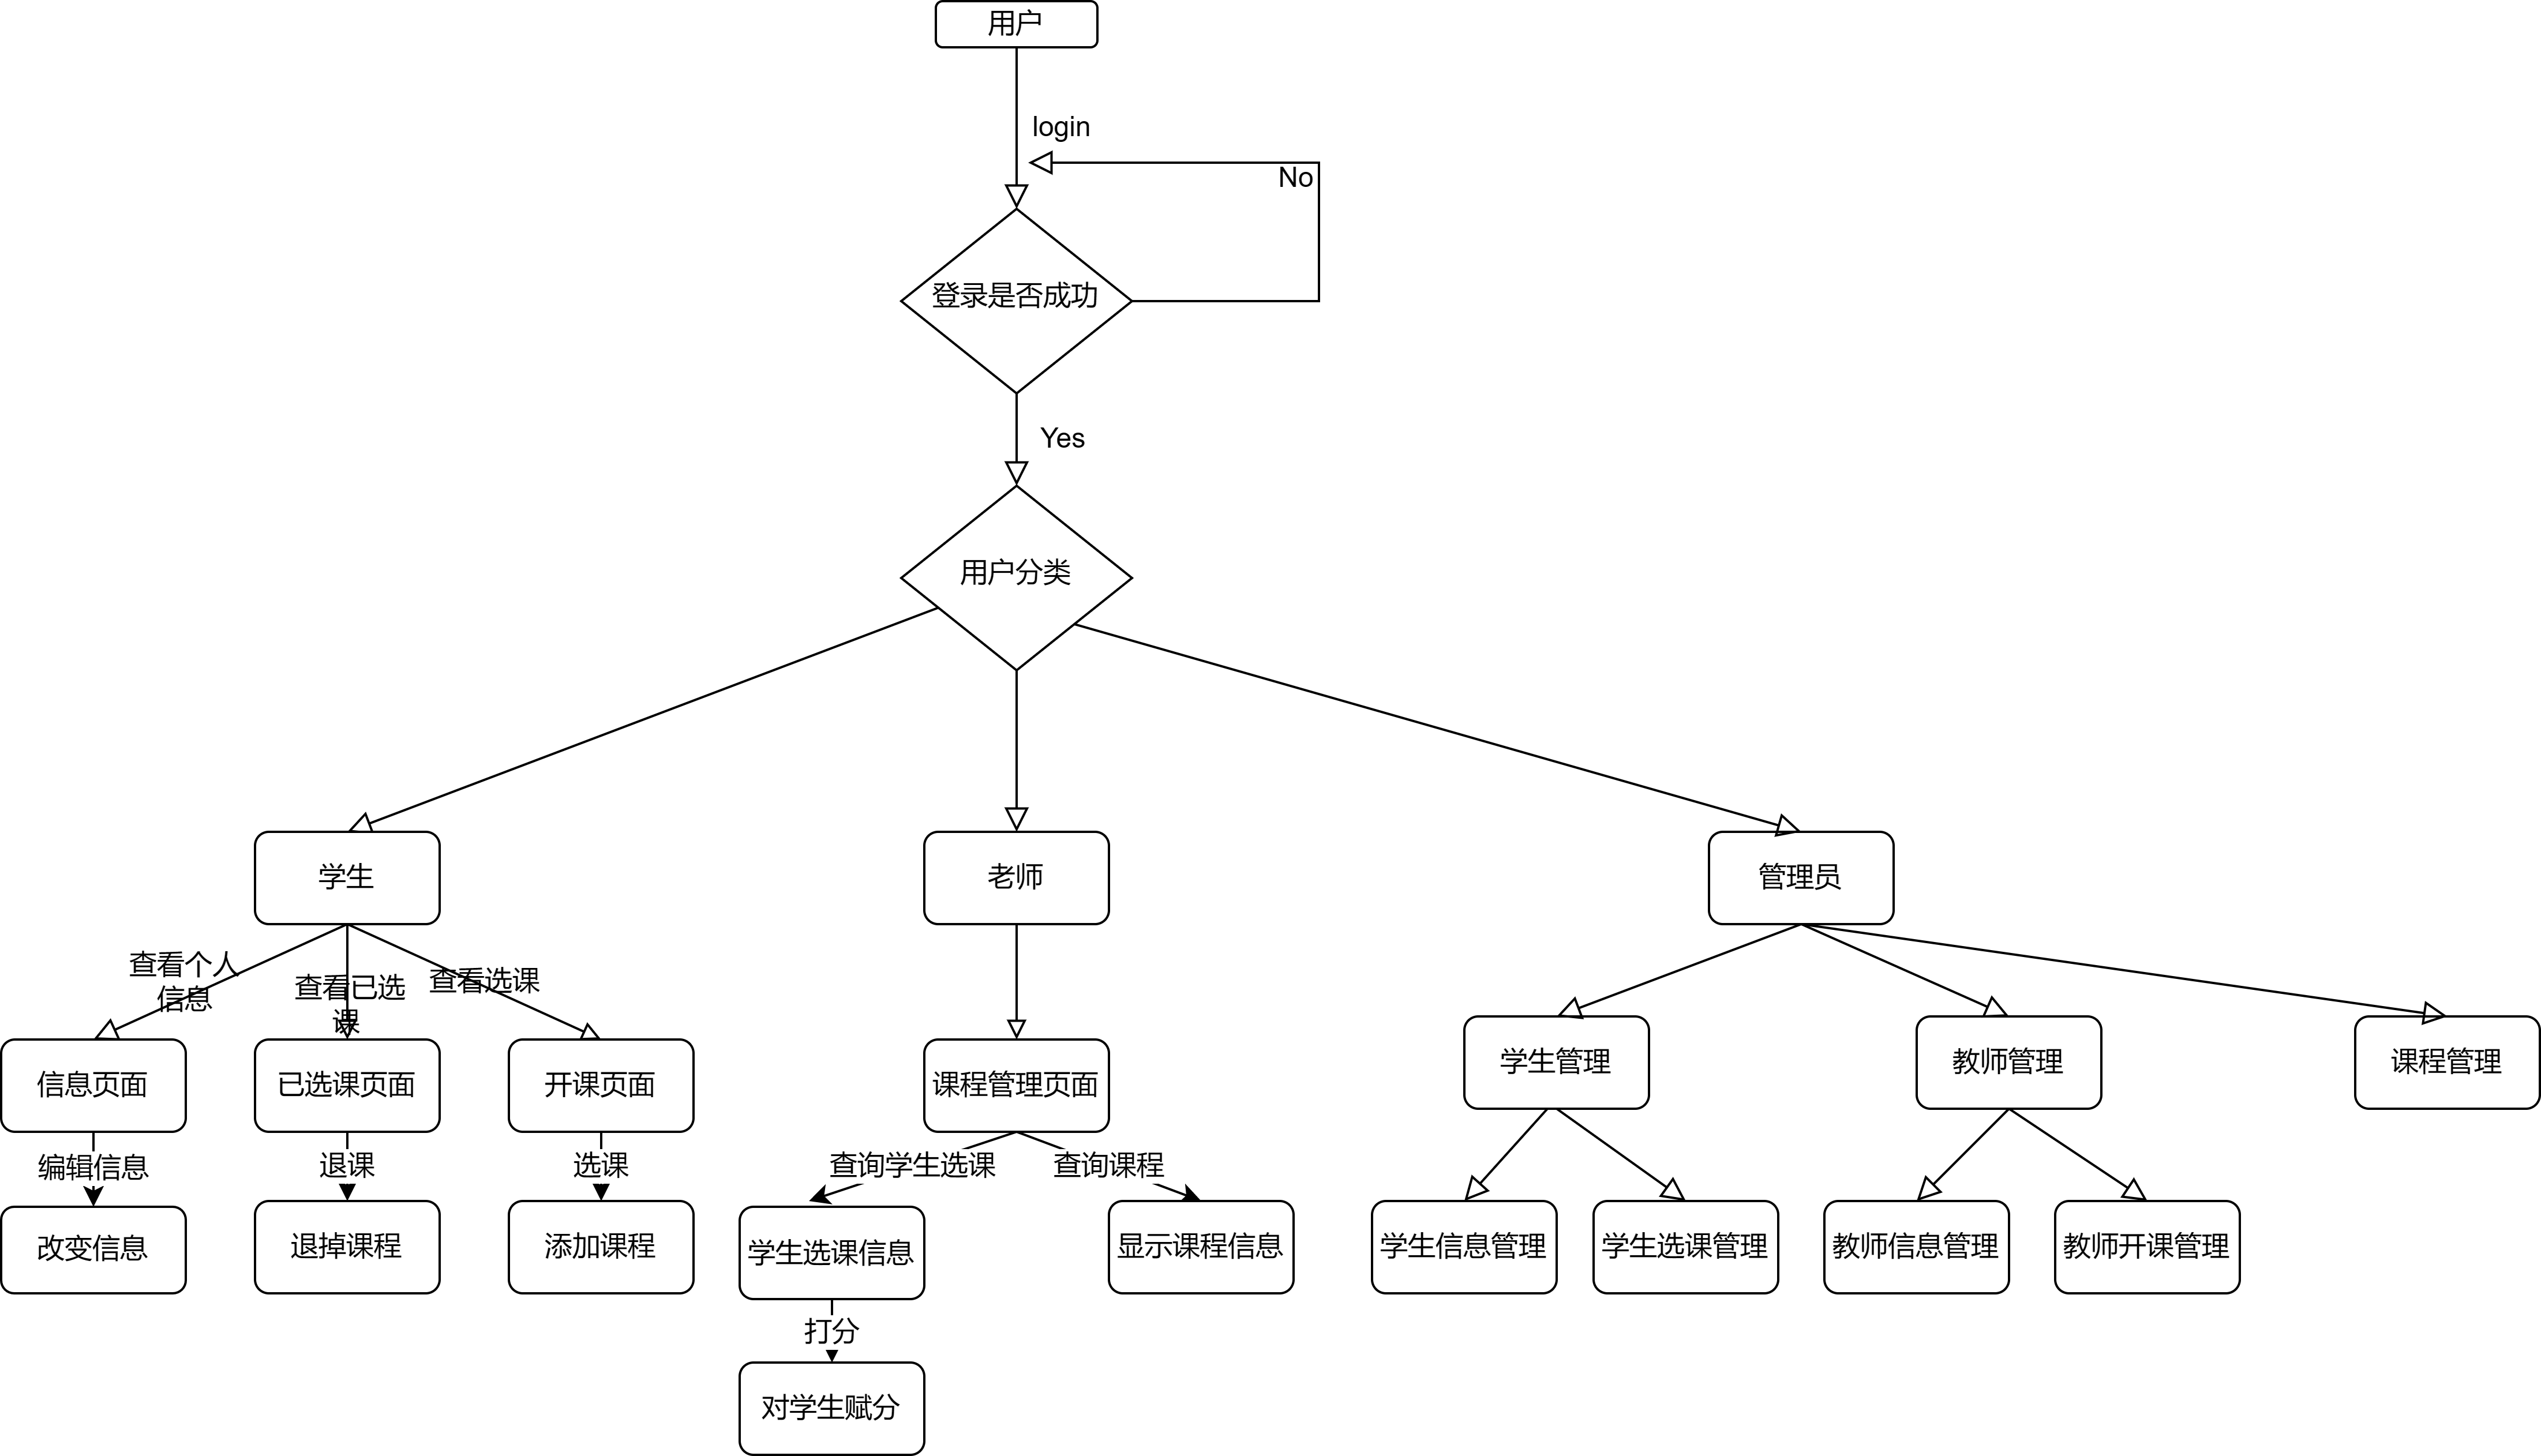 用户
login
No
登录是否成功
Yes
用户分类
学生
老师
管理员
查看个人
信息
查看已选
课
查看选课
信息页面
已选课页面
开课页面
课程管理页面
学生管理
教师管理
课程管理
编辑信息
退课
选课
查询学生选课
查询课程
改变信息
退掉课程
添加课程
学生选课信息
显示课程信息
学生信息管理
学生选课管理
教师信息管理
教师开课管理
打分
对学生赋分